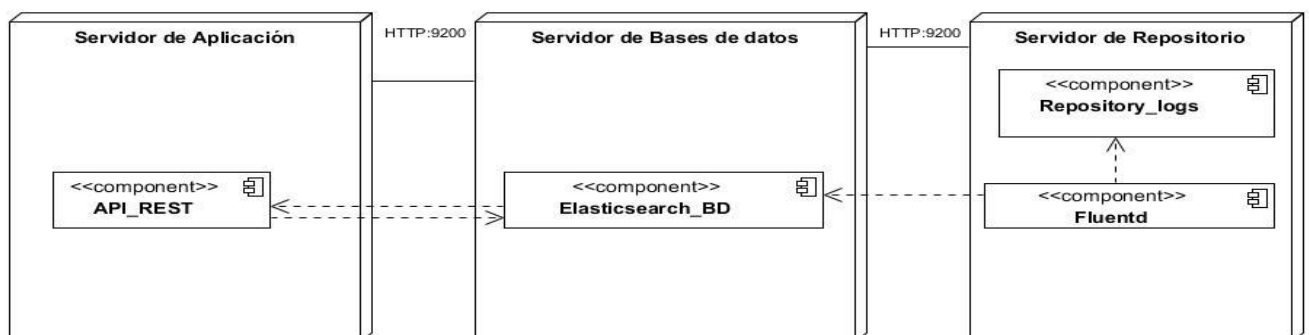 Servidor de Aplicación
HTTP:9200
Servidor de Bases de datos
HTTP:9200
Servidor de Repositorio
<<component>>
Repository_logs
<<component>>
API_REST
<<component>>
Elasticsearch_BD
<<component>>
Fluentd